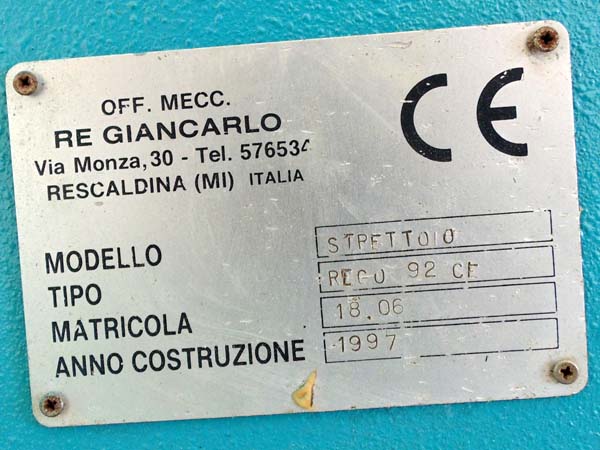 OFF. MECC.
RE GIANCARLO
Via Monza,30 - Tel. 576534
RESCALDINA (MI) ITALIA
CE
MODELLO STRETTOIO
TIPO REGO 92 CE
MATRICOLA 18.06
ANNO COSTRUZIONE 1997